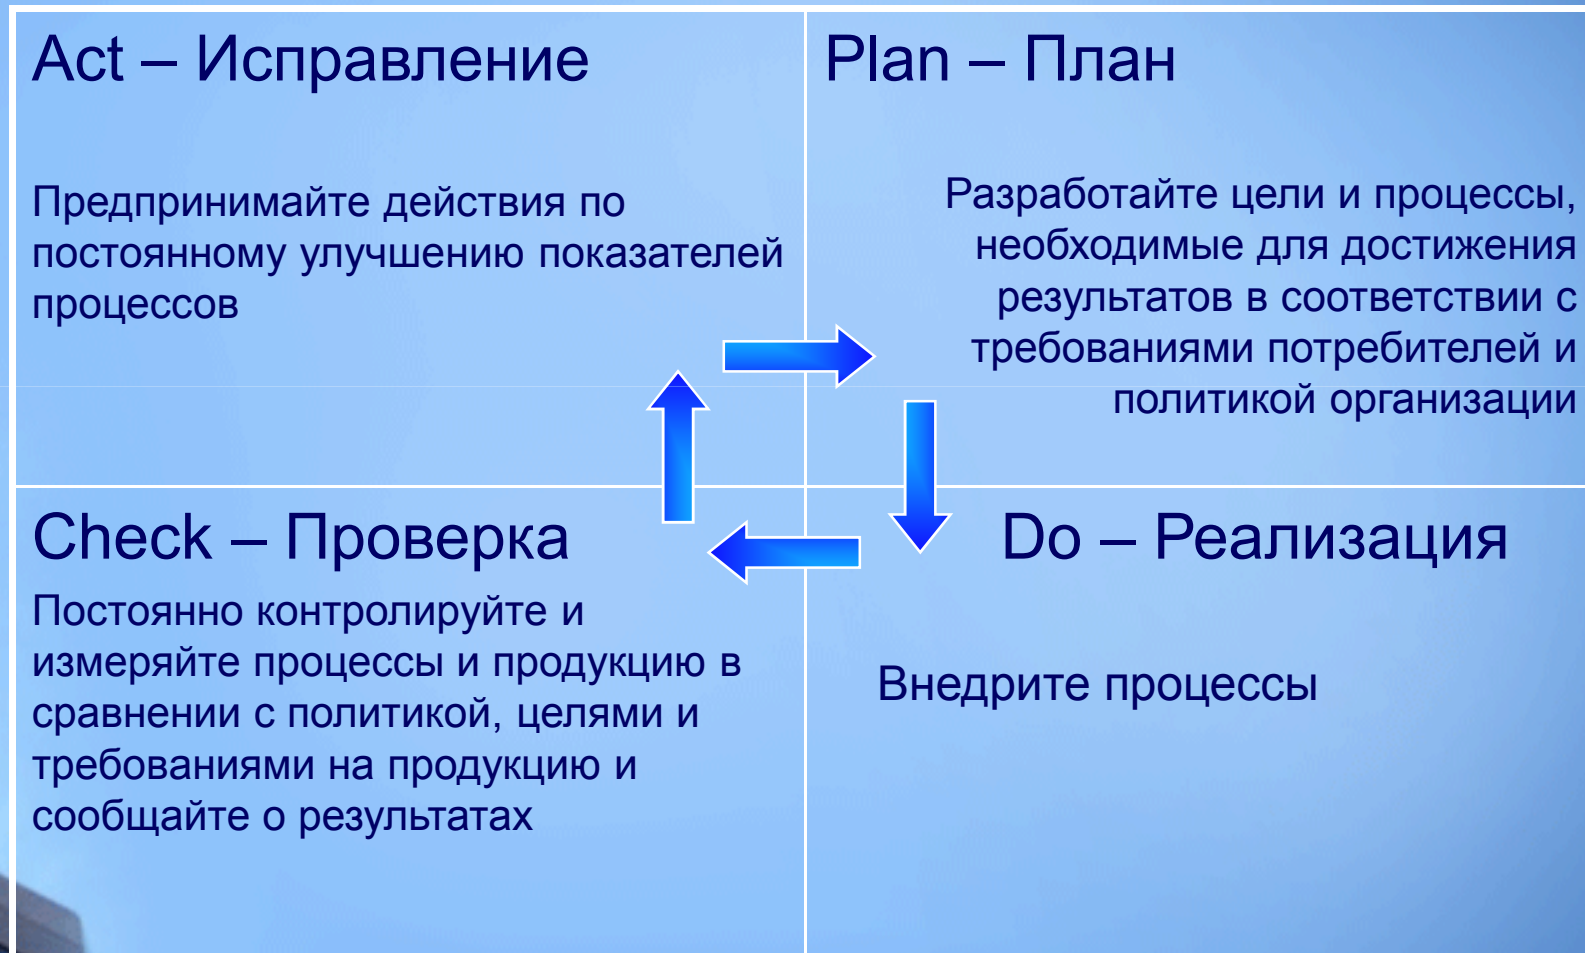 Act – Исправление
Предпринимайте действия по
постоянному улучшению показателей
процессов
Plan – План
Разработайте цели и процессы,
необходимые для достижения
результатов в соответствии с
требованиями потребителей и
политикой организации
Check – Проверка
Постоянно контролируйте и
измеряйте процессы и продукцию в
сравнении с политикой, целями и
требованиями на продукцию и
сообщайте о результатах
Do – Реализация
Внедрите процессы